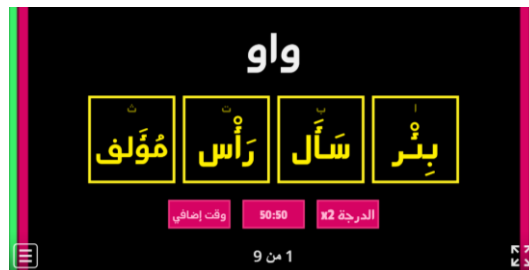 واو
أ ب ت ث
بِئْر سَأَل رَأْس مُؤَلف
الدرجة x2 50:50 وقت إضافي
1 من 9